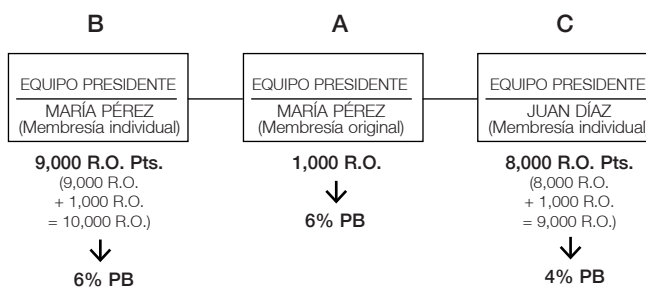 B
EQUIPO PRESIDENTE
MARÍA PÉREZ
(Membresía individual)
9,000 R.O. Pts.
(9,000 R.O.
+ 1,000 R.O.
= 10,000 R.O.)
6% PB
A
EQUIPO PRESIDENTE
MARÍA PÉREZ
(Membresía original)
1,000 R.O.
6% PB
C
EQUIPO PRESIDENTE
JUAN DÍAZ
(Membresía individual
8,000 R.O. Pts.
(8,000 R.O.
+ 1,000 R.O.
= 9,000 R.O.)
4% PB